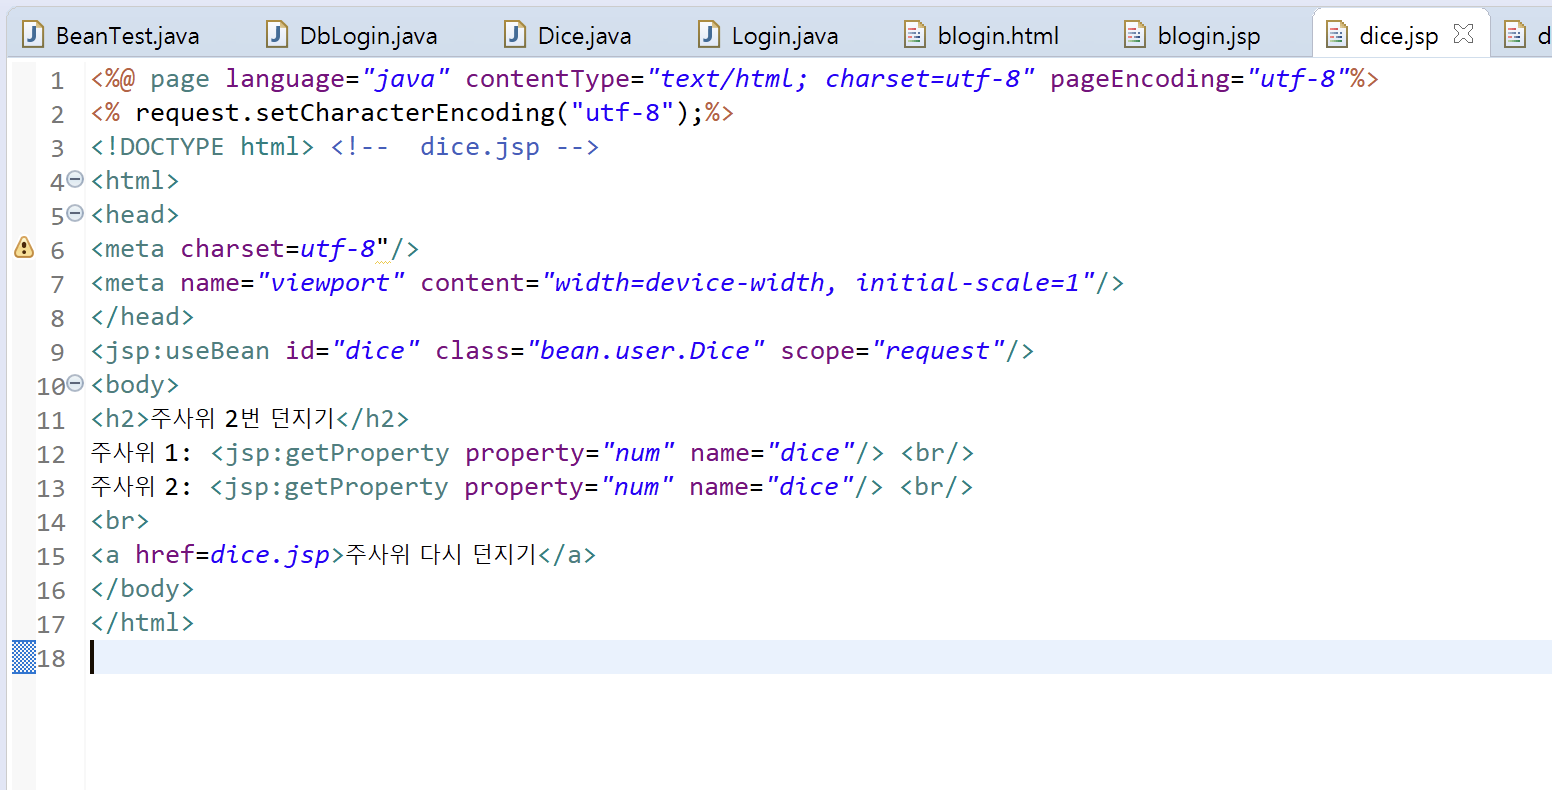 BeanTest.java DbLogin.java Dice.java Login.java blogin.html blogin.jsp dice.jsp
1 <%@ page language="java" contentType="text/html; charset=utf-8" pageEncoding="utf-8"%>
2 <% request.setCharacterEncoding("utf-8");%>
3 <!DOCTYPE html> <!--  dice.jsp -->
4 <html>
5 <head>
6 <meta charset=utf-8"/>
7 <meta name="viewport" content="width=device-width, initial-scale=1"/>
8 </head>
9 <jsp:useBean id="dice" class="bean.user.Dice" scope="request"/>
10 <body>
11 <h2>주사위 2번 던지기</h2>
12 주사위 1: <jsp:getProperty property="num" name="dice"/> <br/>
13 주사위 2: <jsp:getProperty property="num" name="dice"/> <br/>
14 <br>
15 <a href=dice.jsp>주사위 다시 던지기</a>
16 </body>
17 </html>
18